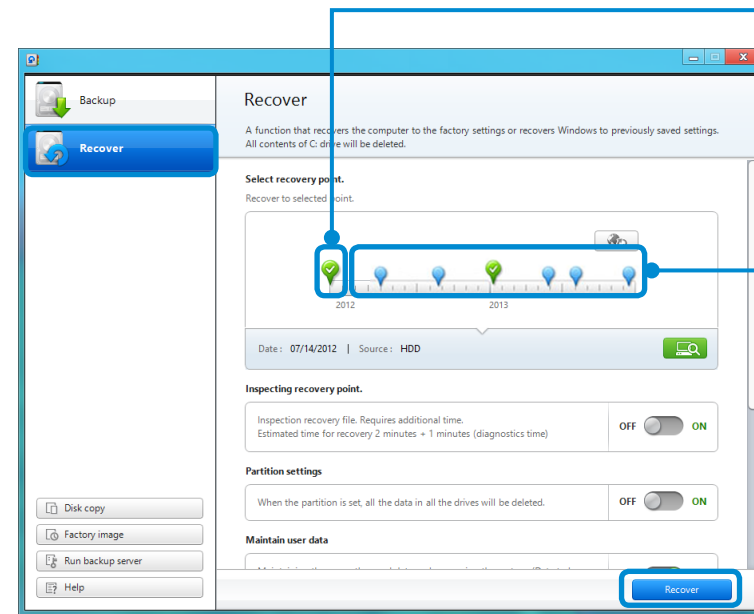 Backup
Recover
Disk copy
Factory image
Run backup server
Help
Recover
A function that recovers the computer to the factory settings or recovers Windows to previously saved settings.
All contents of C: drive will be deleted.
Select recovery point.
Recover to selected point.
2012 2013
Date : 07/14/2012 | Source : HDD
Inspecting recovery point.
Inspection recovery file. Requires additional time.
Estimated time for recovery 2 minutes + 1 minutes (diagnostics time)
OFF ON
Partition settings
When the partition is set, all the data in all the drives will be deleted.
OFF ON
Maintain user data
Recover